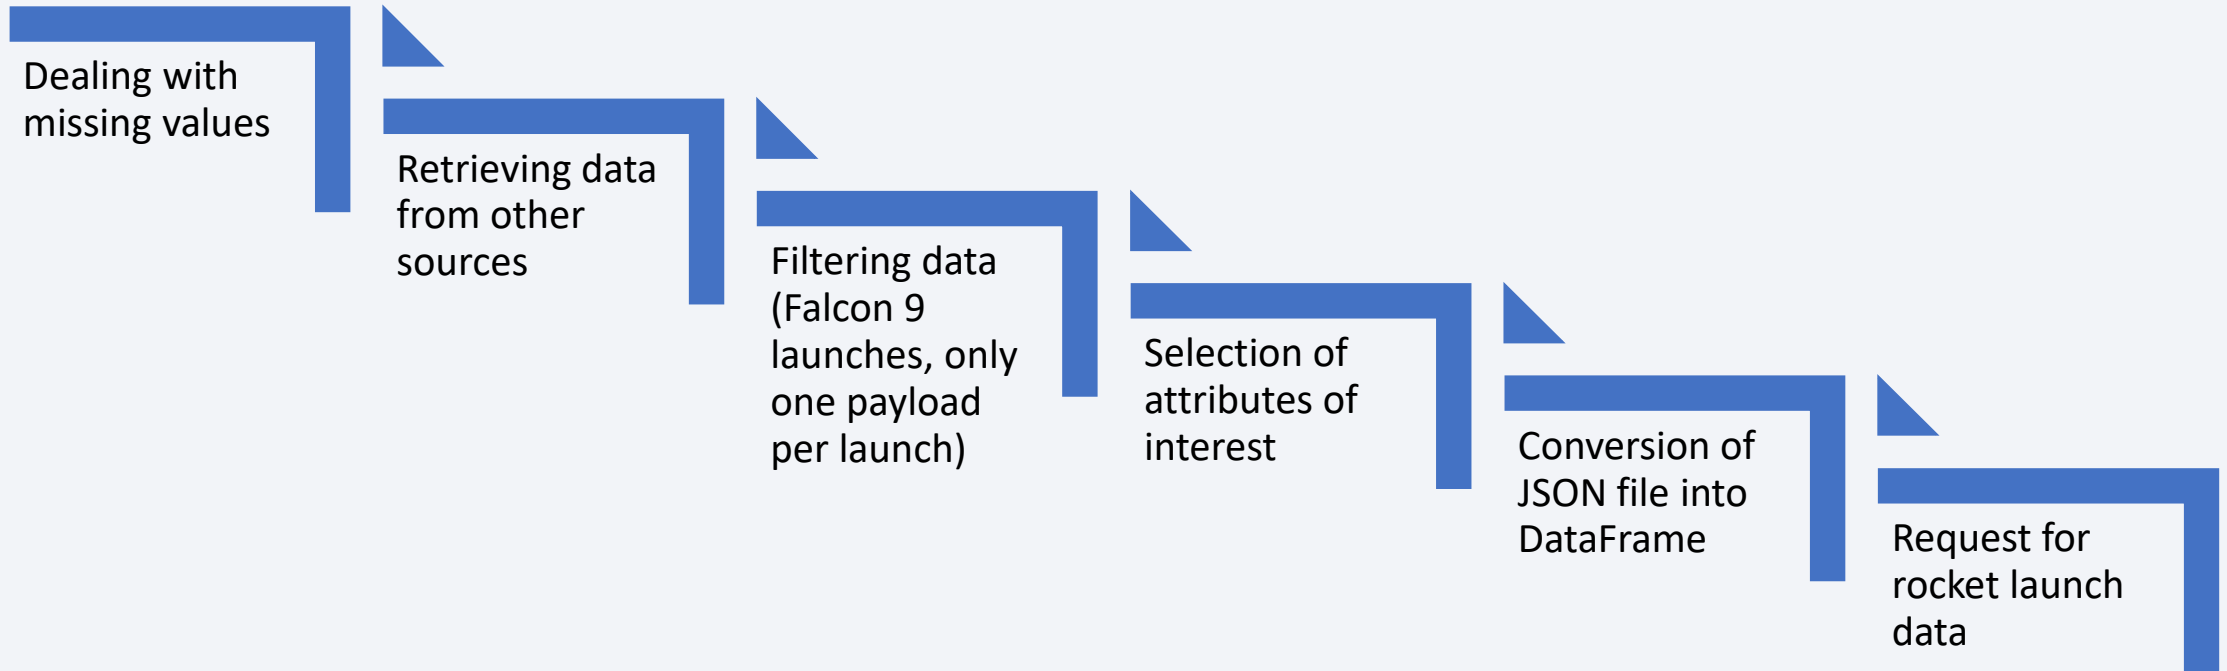 Dealing with
missing values
Retrieving data
from other
sources
Filtering data
(Falcon 9
launches, only
one payload
per launch)
Selection of
attributes of
interest
Conversion of
JSON file into
DataFrame
Request for
rocket launch
data